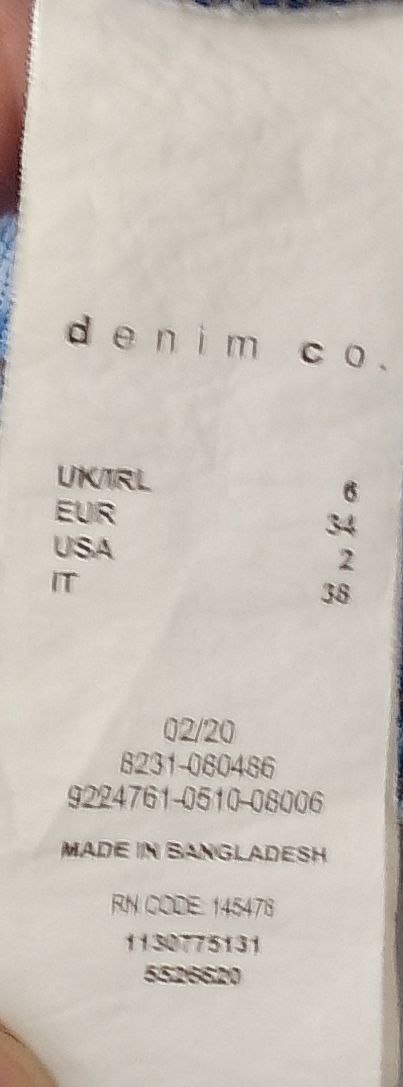 denim co.
UK/IRL 6
EUR 34
USA 2
IT 38
02/20
8231-080486
9224761-0510-08006
MADE IN BANGLADESH
RN CODE: 145476
1130775131
5526620